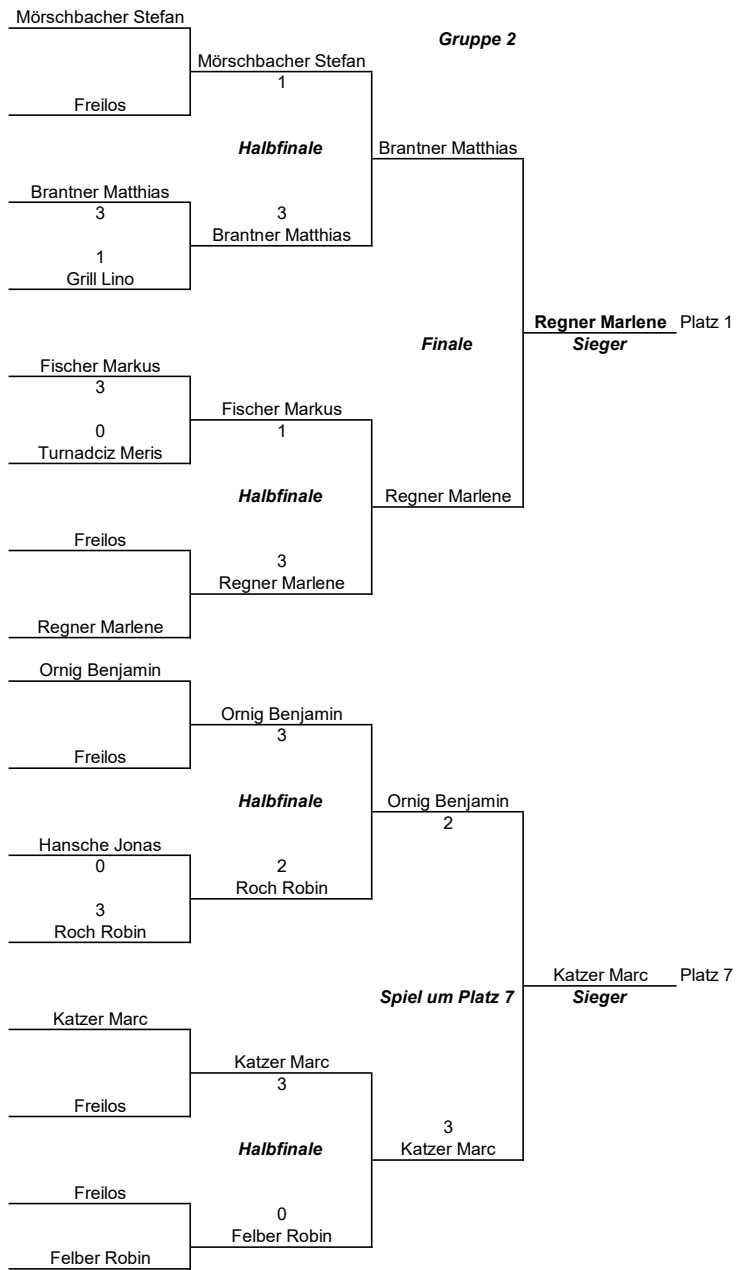 Mörschbacher Stefan
Gruppe 2
Mörschbacher Stefan
1
Freilos
Halbfinale
Brantner Matthias
Brantner Matthias
3
3
Brantner Matthias
1
Grill Lino
Regner Marlene Platz 1
Finale
Sieger
Fischer Markus
3
Fischer Markus
0
1
Turnadciz Meris
Halbfinale
Regner Marlene
Freilos
3
Regner Marlene
Regner Marlene
Ornig Benjamin
Ornig Benjamin
3
Freilos
Halbfinale
Ornig Benjamin
2
Hansche Jonas
0
2
Roch Robin
3
Roch Robin
Katzer Marc Platz 7
Spiel um Platz 7
Sieger
Katzer Marc
Katzer Marc
3
Freilos
3
Halbfinale
Katzer Marc
Freilos
0
Felber Robin
Felber Robin